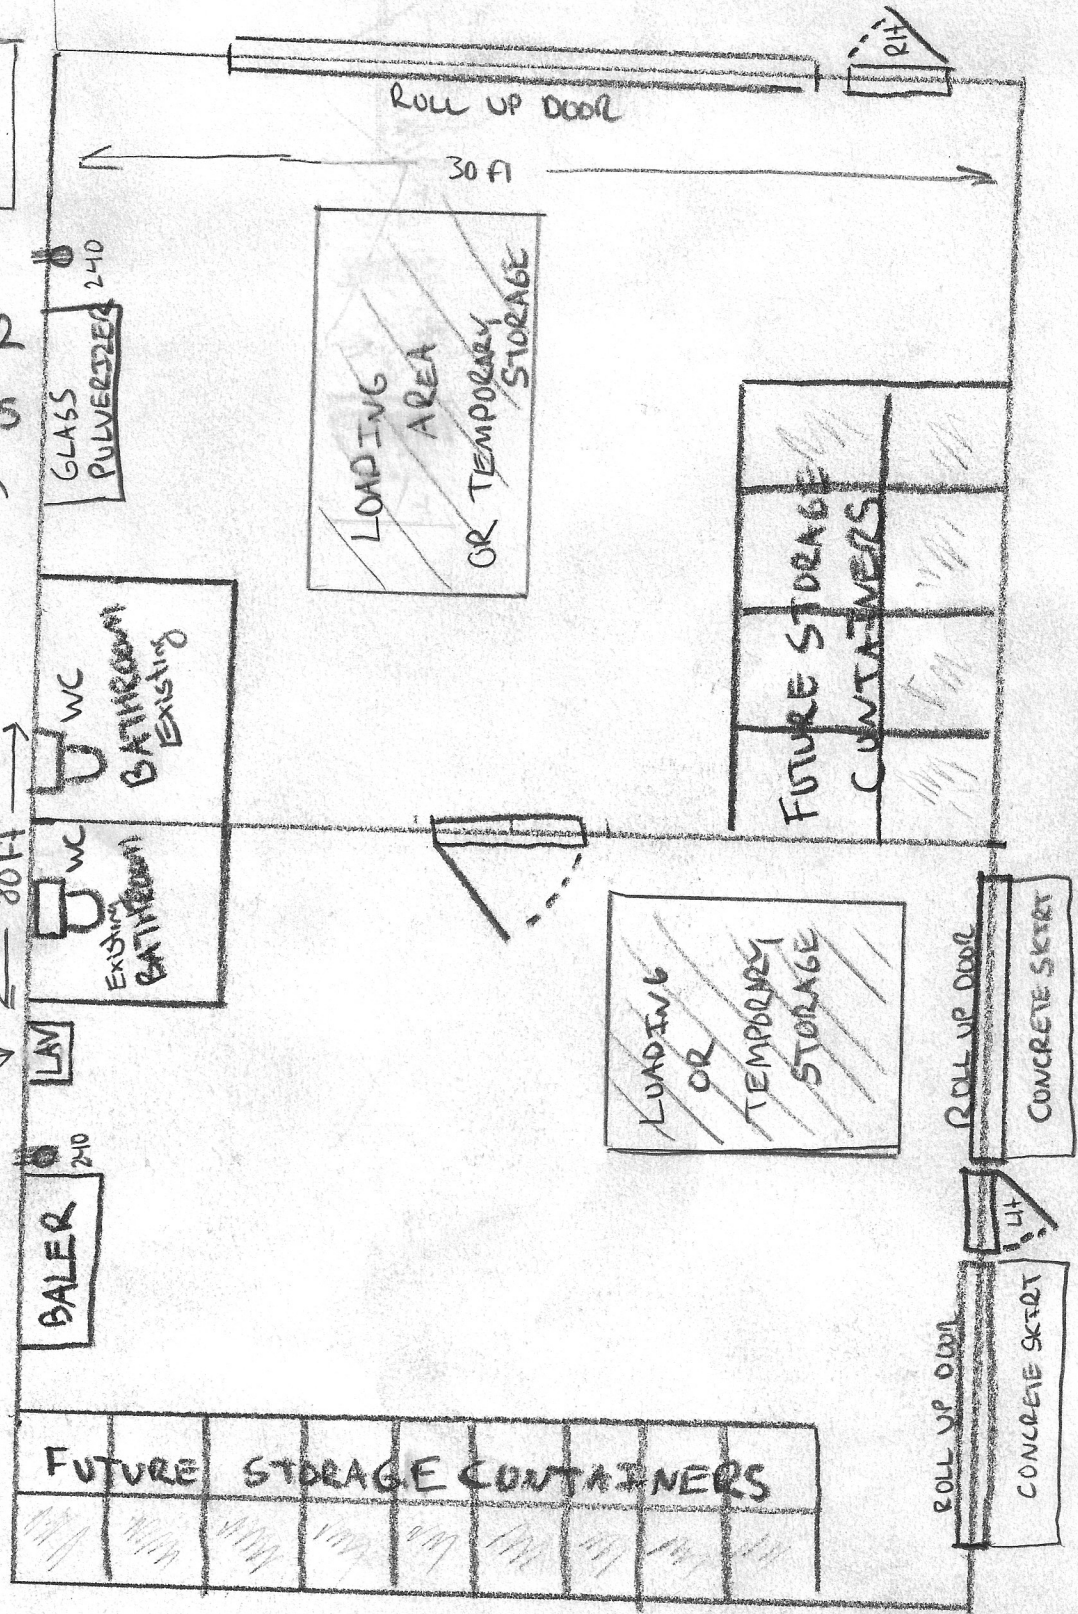 RH
ROLL UP DOOR
30 FT
240
GLASS
PULVERIZER
LOADING
AREA
OR TEMPORARY
STORAGE
FUTURE STORAGE
CONTAINERS
WC
BATHROOM
Existing
WC
Existing
BATHROOM
LAV
240
BALER
LOADING
OR
TEMPORARY
STORAGE
ROLL UP DOOR
CONCRETE SKIRT
LH
ROLL UP DOOR
CONCRETE SKIRT
FUTURE STORAGE CONTAINERS